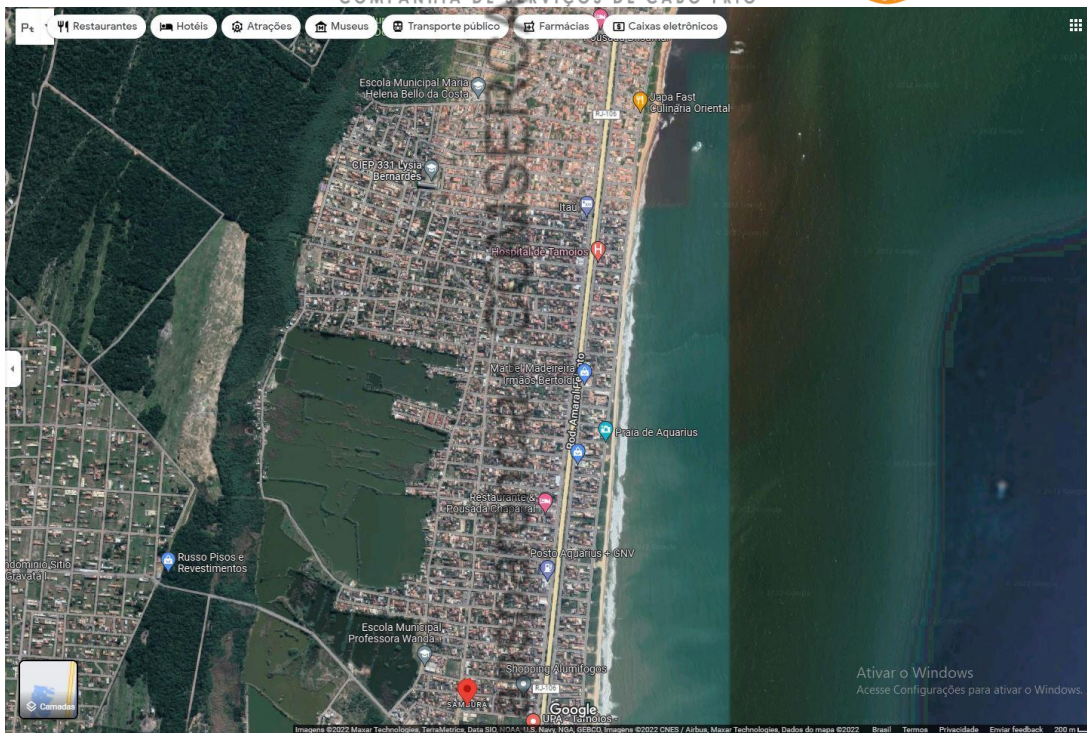 COMPANHIA DE SERVIÇOS DE CABO FRIO
Restaurantes
Hotéis
Atrações
Museus
Transporte público
Farmácias
Caixas eletrônicos
Escola Municipal Maria
Helena Bello da Costa
Japa Fast
Culinária Oriental
RJ-106
CIEP 331 Lysia
Bernardes
Itaú
Hospital de Tamoios
Marbel Madeireira
Irmãos Bertoldi
Rod. Amaral Peixoto
Praia de Aquarius
Restaurante &
Pousada Chaparral
Posto Aquarius + GNV
Russo Pisos e
Revestimentos
ndomínio Sítio
Gravatá I
Escola Municipal
Professora Wanda...
Shopping Alumifogos
RJ-106
SAMBURÁ
Google
UPA - Tamoios
Camadas
Ativar o Windows
Acesse Configurações para ativar o Windows.
Imagens ©2022 Maxar Technologies, TerraMetrics, Data SIO, NOAA, U.S. Navy, NGA, GEBCO, Imagens ©2022 CNES / Airbus, Maxar Technologies, Dados do mapa ©2022 Brasil Termos Privacidade Enviar feedback 200 m